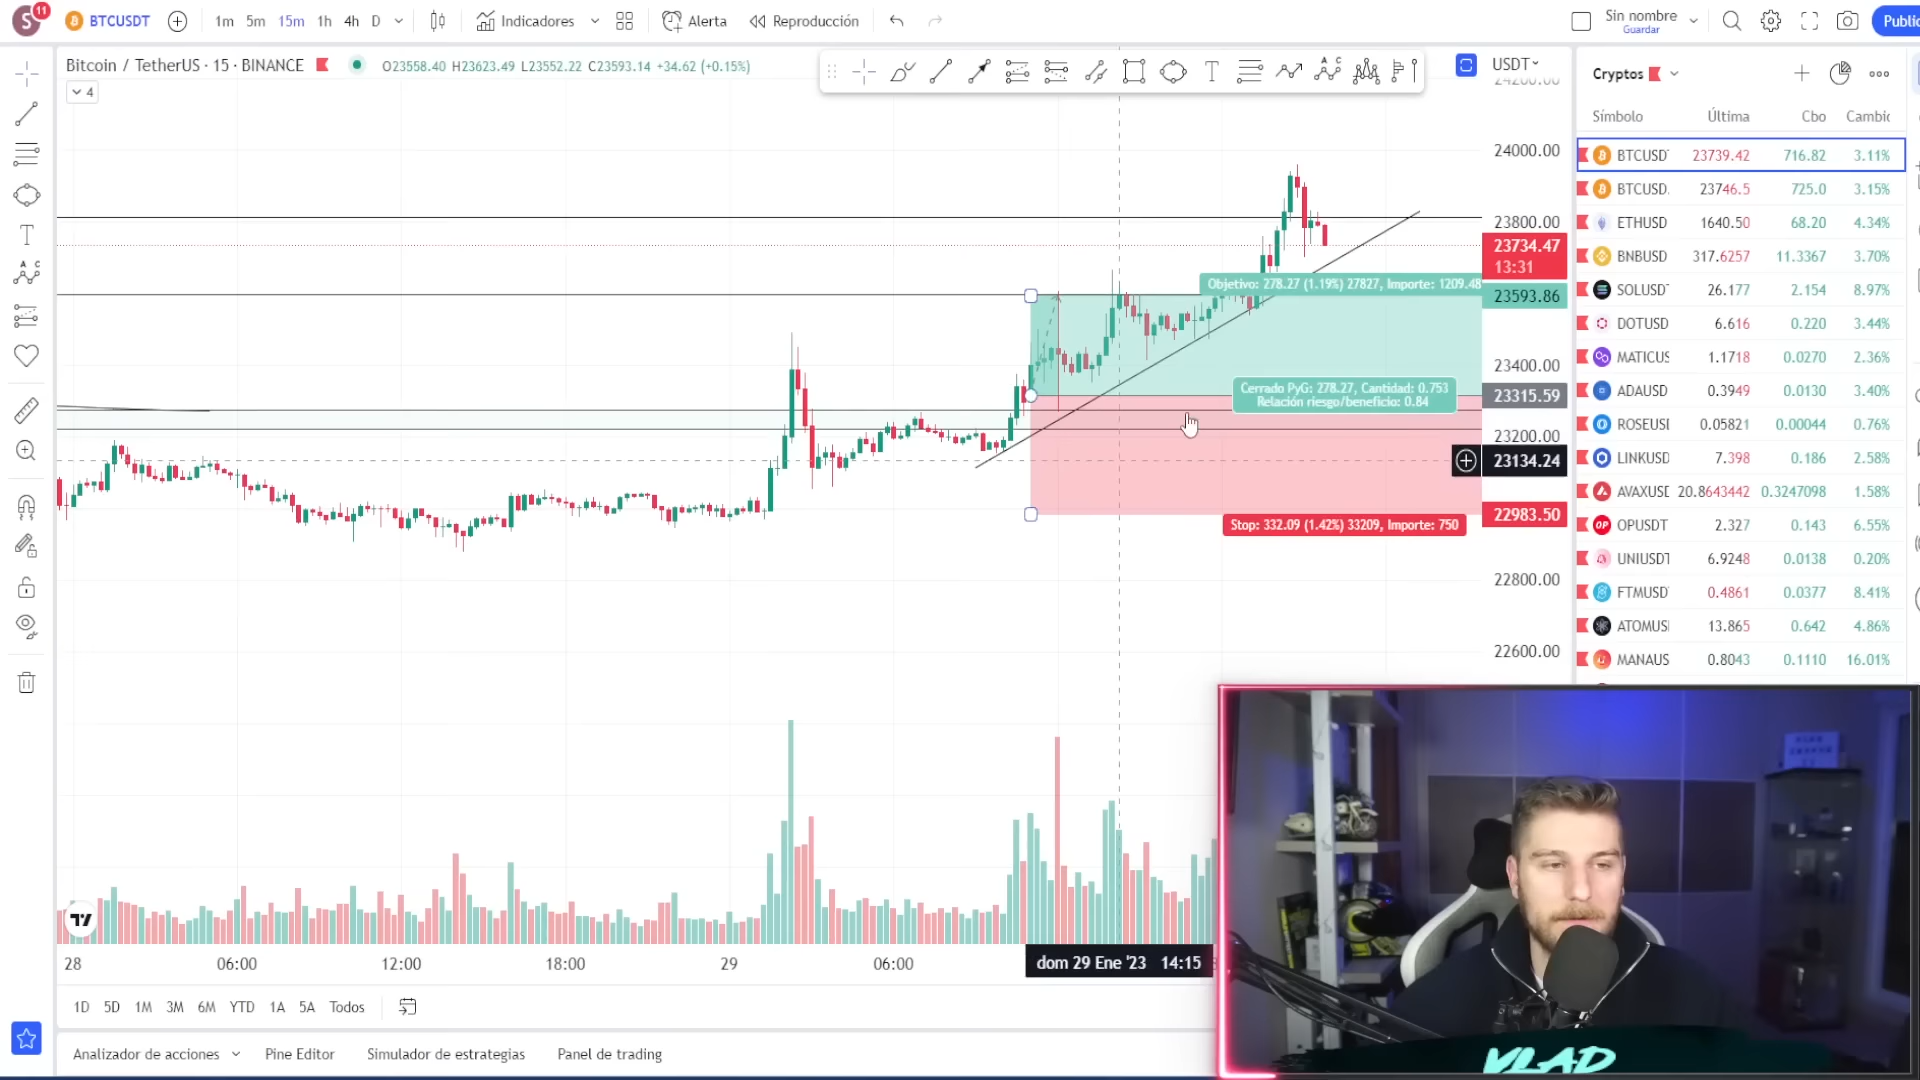 S 11 BTCUSDT 1m 5m 15m 1h 4h D Indicadores Alerta Reproducción Sin nombre Guardar
Bitcoin / TetherUS · 15 · BINANCE O23558.40 H23623.49 L23552.22 C23593.14 +34.62 (+0.15%)
4
T
A C
USDT
24000.00
23800.00
23734.47
13:31
23593.86
23400.00
23315.59
23200.00
23134.24
22983.50
22800.00
22600.00
Objetivo: 278.27 (1.19%) 27827, Importe: 1209.48
Cerrado PyG: 278.27, Cantidad: 0.753
Relación riesgo/beneficio: 0.84
Stop: 332.09 (1.42%) 33209, Importe: 750
Cryptos
Símbolo Última Cbo
BTCUSD 23739.42 716.82 3.11%
BTCUSD. 23746.5 725.0 3.15%
ETHUSD 1640.50 68.20 4.34%
BNBUSD 317.6257 11.3367 3.70%
SOLUSD 26.177 2.154 8.97%
DOTUSD 6.616 0.220 3.44%
MATICUS 1.1718 0.0270 2.36%
ADAUSD 0.3949 0.0130 3.40%
ROSEUS 0.05821 0.00044 0.76%
LINKUSD 7.398 0.186 2.58%
AVAXUSD 20.8643442 0.3247098 1.58%
OP OPUSDT 2.327 0.143 6.55%
UNIUSDT 6.9248 0.0138 0.20%
FTMUSD 0.4861 0.0377 8.41%
ATOMUS 13.865 0.642 4.86%
MANAUS 0.8043 0.1110 16.01%
28 06:00 12:00 18:00 29 06:00 dom 29 Ene '23 14:15
1D 5D 1M 3M 6M YTD 1A 5A Todos
Analizador de acciones Pine Editor Simulador de estrategias Panel de trading
VLAD